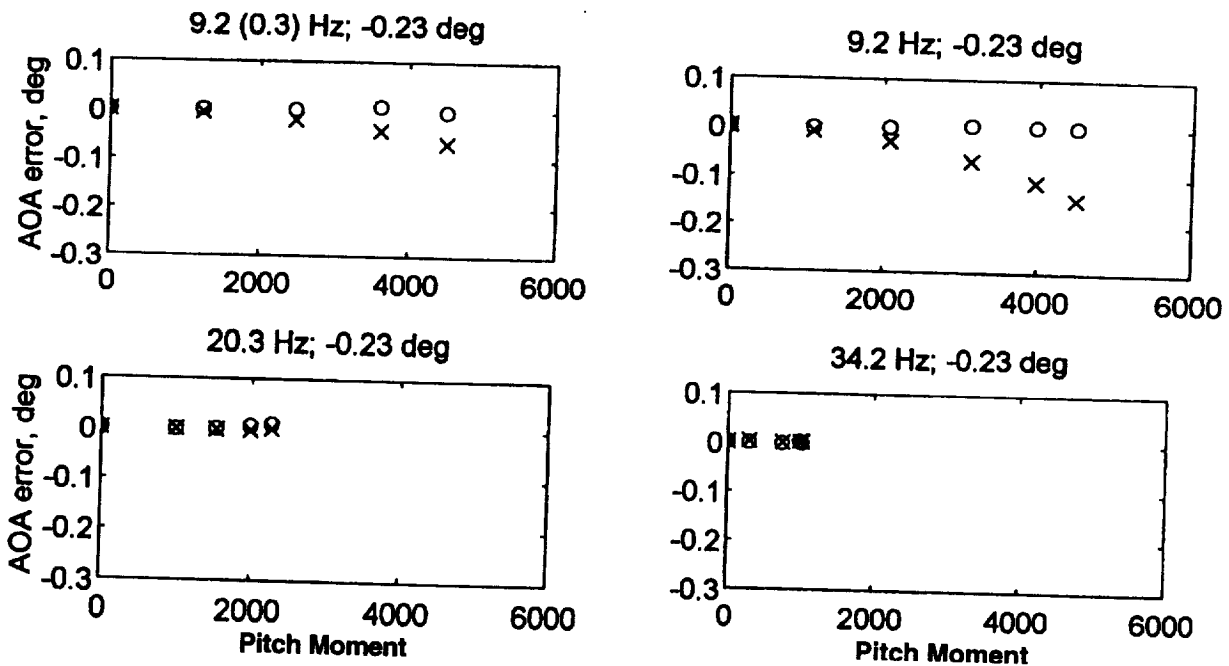 9.2 (0.3) Hz; -0.23 deg
AOA error, deg
0.1
0
-0.1
-0.2
-0.3
0 2000 4000 6000
9.2 Hz; -0.23 deg
0.1
0
-0.1
-0.2
-0.3
0 2000 4000 6000
20.3 Hz; -0.23 deg
AOA error, deg
0.1
0
-0.1
-0.2
-0.3
0 2000 4000 6000
Pitch Moment
34.2 Hz; -0.23 deg
0.1
0
-0.1
-0.2
-0.3
0 2000 4000 6000
Pitch Moment